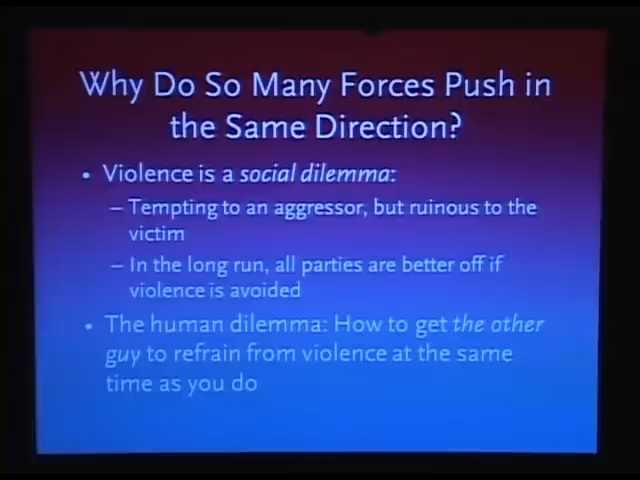 Why Do So Many Forces Push in
the Same Direction?
• Violence is a social dilemma:
– Tempting to an aggressor, but ruinous to the
victim
– In the long run, all parties are better off if
violence is avoided
• The human dilemma: How to get the other
guy to refrain from violence at the same
time as you do